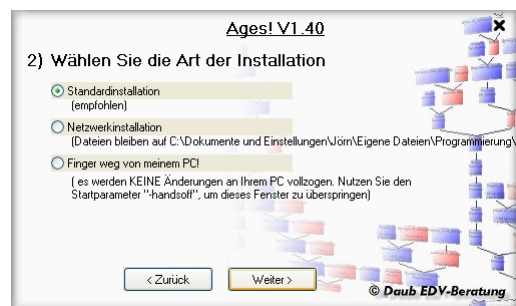 Ages! V1.40
2) Wählen Sie die Art der Installation
Standardinstallation
(empfohlen)
Netzwerkinstallation
(Dateien bleiben auf C:\Dokumente und Einstellungen\Jörn\Eigene Dateien\Programmierung\
Finger weg von meinem PC!
( es werden KEINE Änderungen an Ihrem PC vollzogen. Nutzen Sie den
Startparameter "-handsoff", um dieses Fenster zu überspringen)
< Zurück
Weiter >
© Daub EDV-Beratung